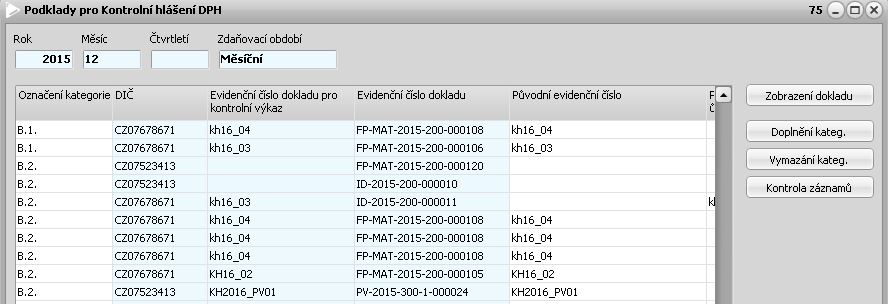 Podklady pro Kontrolní hlášení DPH 75
Rok Měsíc Čtvrtletí Zdaňovací období
2015 12 Měsíční
Označení kategorie DIČ Evidenční číslo dokladu pro kontrolní výkaz Evidenční číslo dokladu Původní evidenční číslo
B.1. CZ07678671 kh16_04 FP-MAT-2015-200-000108 kh16_04
B.1. CZ07678671 kh16_03 FP-MAT-2015-200-000106 kh16_03
B.2. CZ07523413 FP-MAT-2015-200-000120
B.2. CZ07523413 ID-2015-200-000010
B.2. CZ07678671 kh16_03 ID-2015-200-000011
B.2. CZ07678671 kh16_04 FP-MAT-2015-200-000108 kh16_04
B.2. CZ07678671 kh16_04 FP-MAT-2015-200-000108 kh16_04
B.2. CZ07678671 kh16_04 FP-MAT-2015-200-000108 kh16_04
B.2. CZ07678671 KH16_02 FP-MAT-2015-200-000105 KH16_02
B.2. CZ07523413 KH2016_PV01 PV-2015-300-1-000024 KH2016_PV01
Zobrazení dokladu
Doplnění kateg.
Vymazání kateg.
Kontrola záznamů